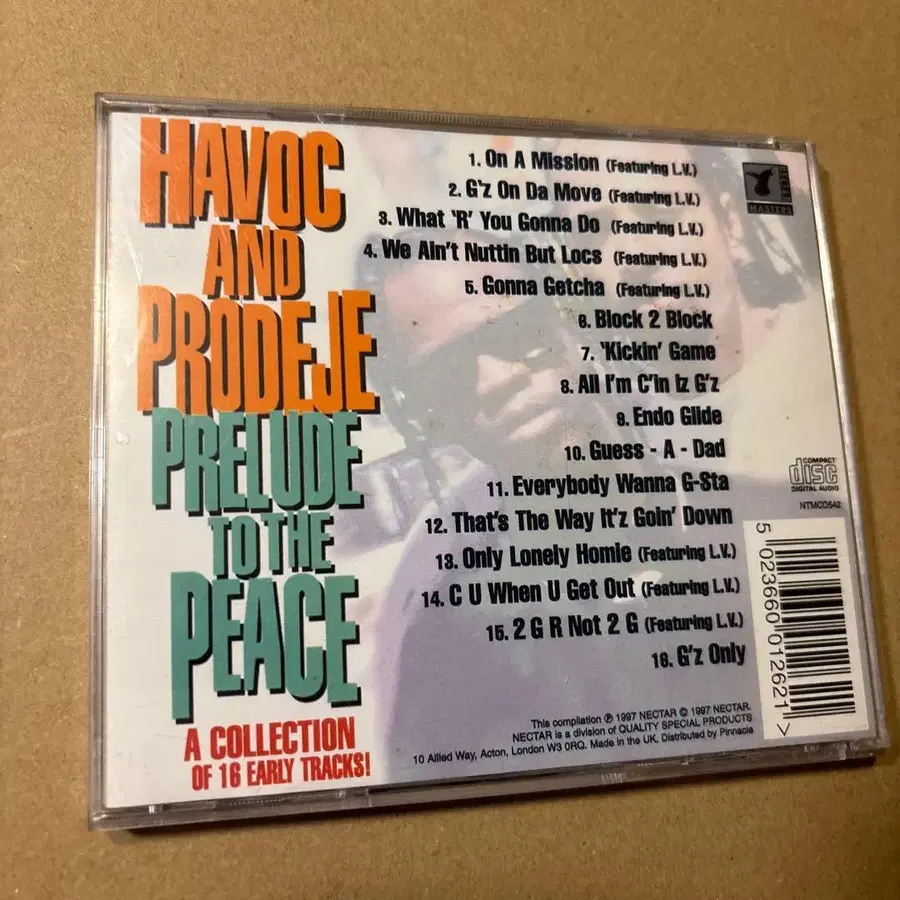 HAVOC
AND
PRODEJE
PRELUDE
TO THE
PEACE
A COLLECTION
OF 16 EARLY TRACKS!
1. On A Mission (Featuring L.V.)
2. G'z On Da Move (Featuring L.V.)
3. What 'R' You Gonna Do (Featuring L.V.)
4. We Ain't Nuttin But Locs (Featuring L.V.)
5. Gonna Getcha (Featuring L.V.)
6. Block 2 Block
7. 'Kickin' Game
8. All I'm C'in Iz G'z
9. Endo Glide
10. Guess - A - Dad
11. Everybody Wanna G-Sta
12. That's The Way It'z Goin' Down
13. Only Lonely Homie (Featuring L.V.)
14. C U When U Get Out (Featuring L.V.)
15. 2 G R Not 2 G (Featuring L.V.)
16. G'z Only
NECTAR
MASTERS
COMPACT
disc
DIGITAL AUDIO
NTMCD542
5 023660 012621 >
This compilation ℗ 1997 NECTAR © 1997 NECTAR.
NECTAR is a division of QUALITY SPECIAL PRODUCTS
10 Allied Way, Acton, London W3 0RQ. Made in the UK. Distributed by Pinnacle